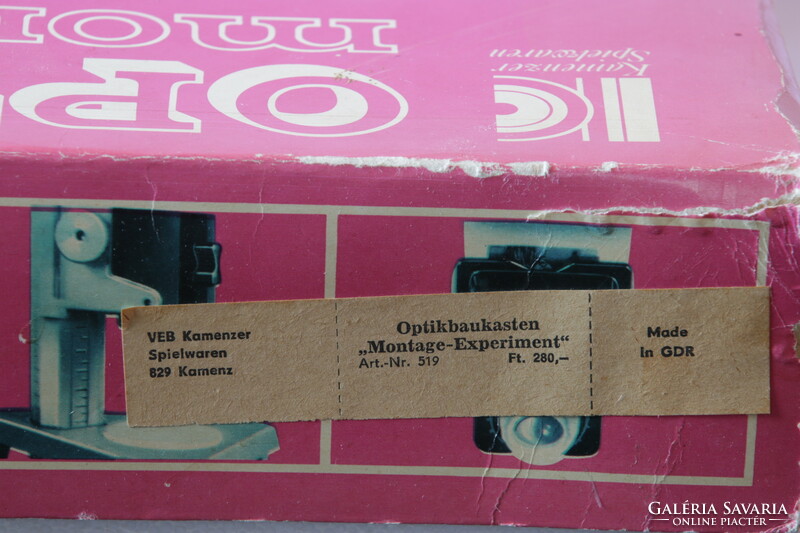 Kamenzer
Spielwaren
VEB Kamenzer
Spielwaren
829 Kamenz
Optikbaukasten
„Montage-Experiment“
Art.-Nr. 519 Ft. 280,-
Made
in GDR
GALÉRIA SAVARIA
ONLINE PIACTÉR